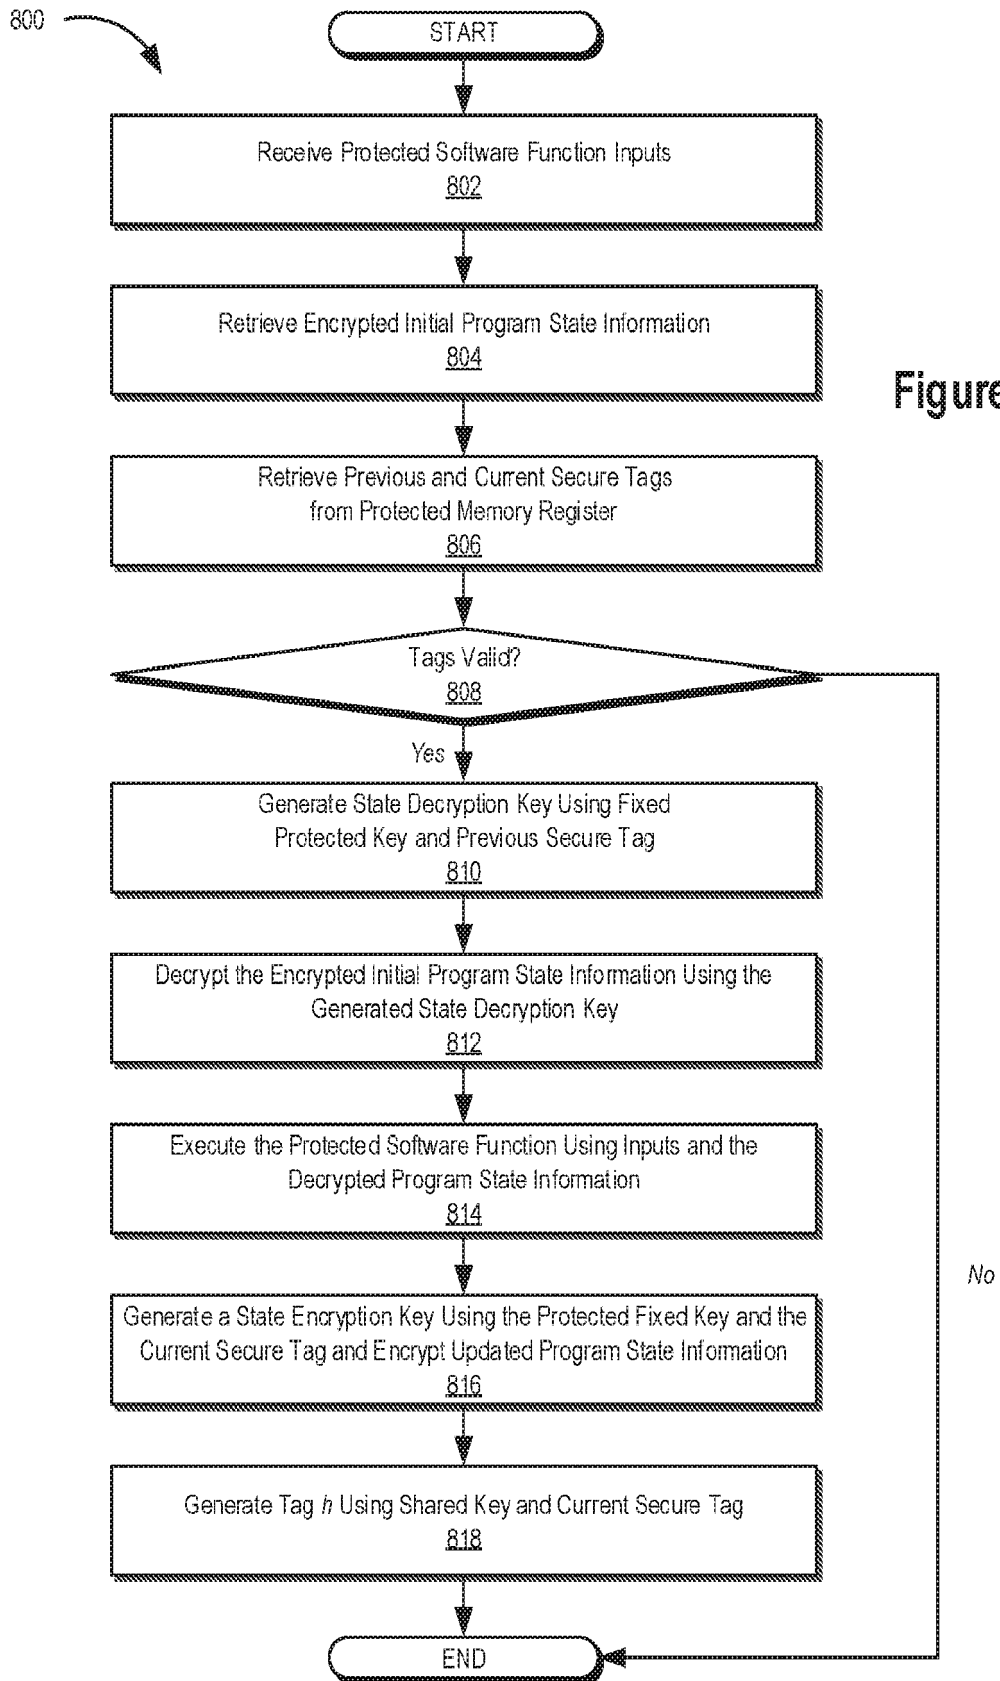 800
START
Receive Protected Software Function Inputs
802
Retrieve Encrypted Initial Program State Information
804
Figure
Retrieve Previous and Current Secure Tags
from Protected Memory Register
806
Tags Valid?
808
Yes
Generate State Decryption Key Using Fixed
Protected Key and Previous Secure Tag
810
Decrypt the Encrypted Initial Program State Information Using the
Generated State Decryption Key
812
Execute the Protected Software Function Using Inputs and the
Decrypted Program State Information
814
No
Generate a State Encryption Key Using the Protected Fixed Key and the
Current Secure Tag and Encrypt Updated Program State Information
816
Generate Tag h Using Shared Key and Current Secure Tag
818
END